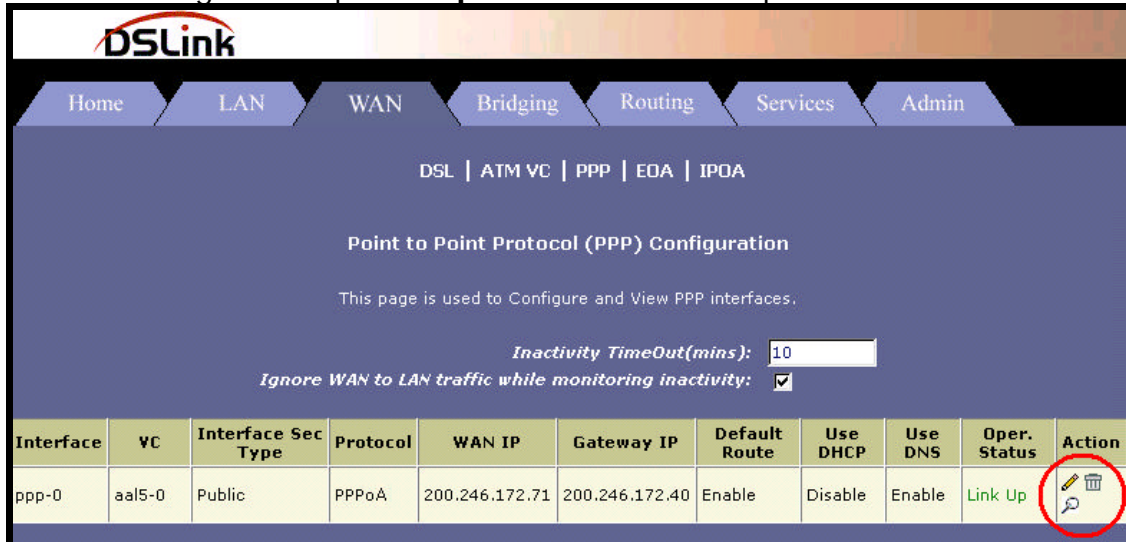 DSLink
Home LAN WAN Bridging Routing Services Admin
DSL | ATM VC | PPP | EOA | IPOA
Point to Point Protocol (PPP) Configuration
This page is used to Configure and View PPP interfaces.
Inactivity TimeOut(mins): 10
Ignore WAN to LAN traffic while monitoring inactivity:
Interface VC Interface Sec Type Protocol WAN IP Gateway IP Default Route Use DHCP Use DNS Oper. Status Action
ppp-0 aal5-0 Public PPPoA 200.246.172.71 200.246.172.40 Enable Disable Enable Link Up